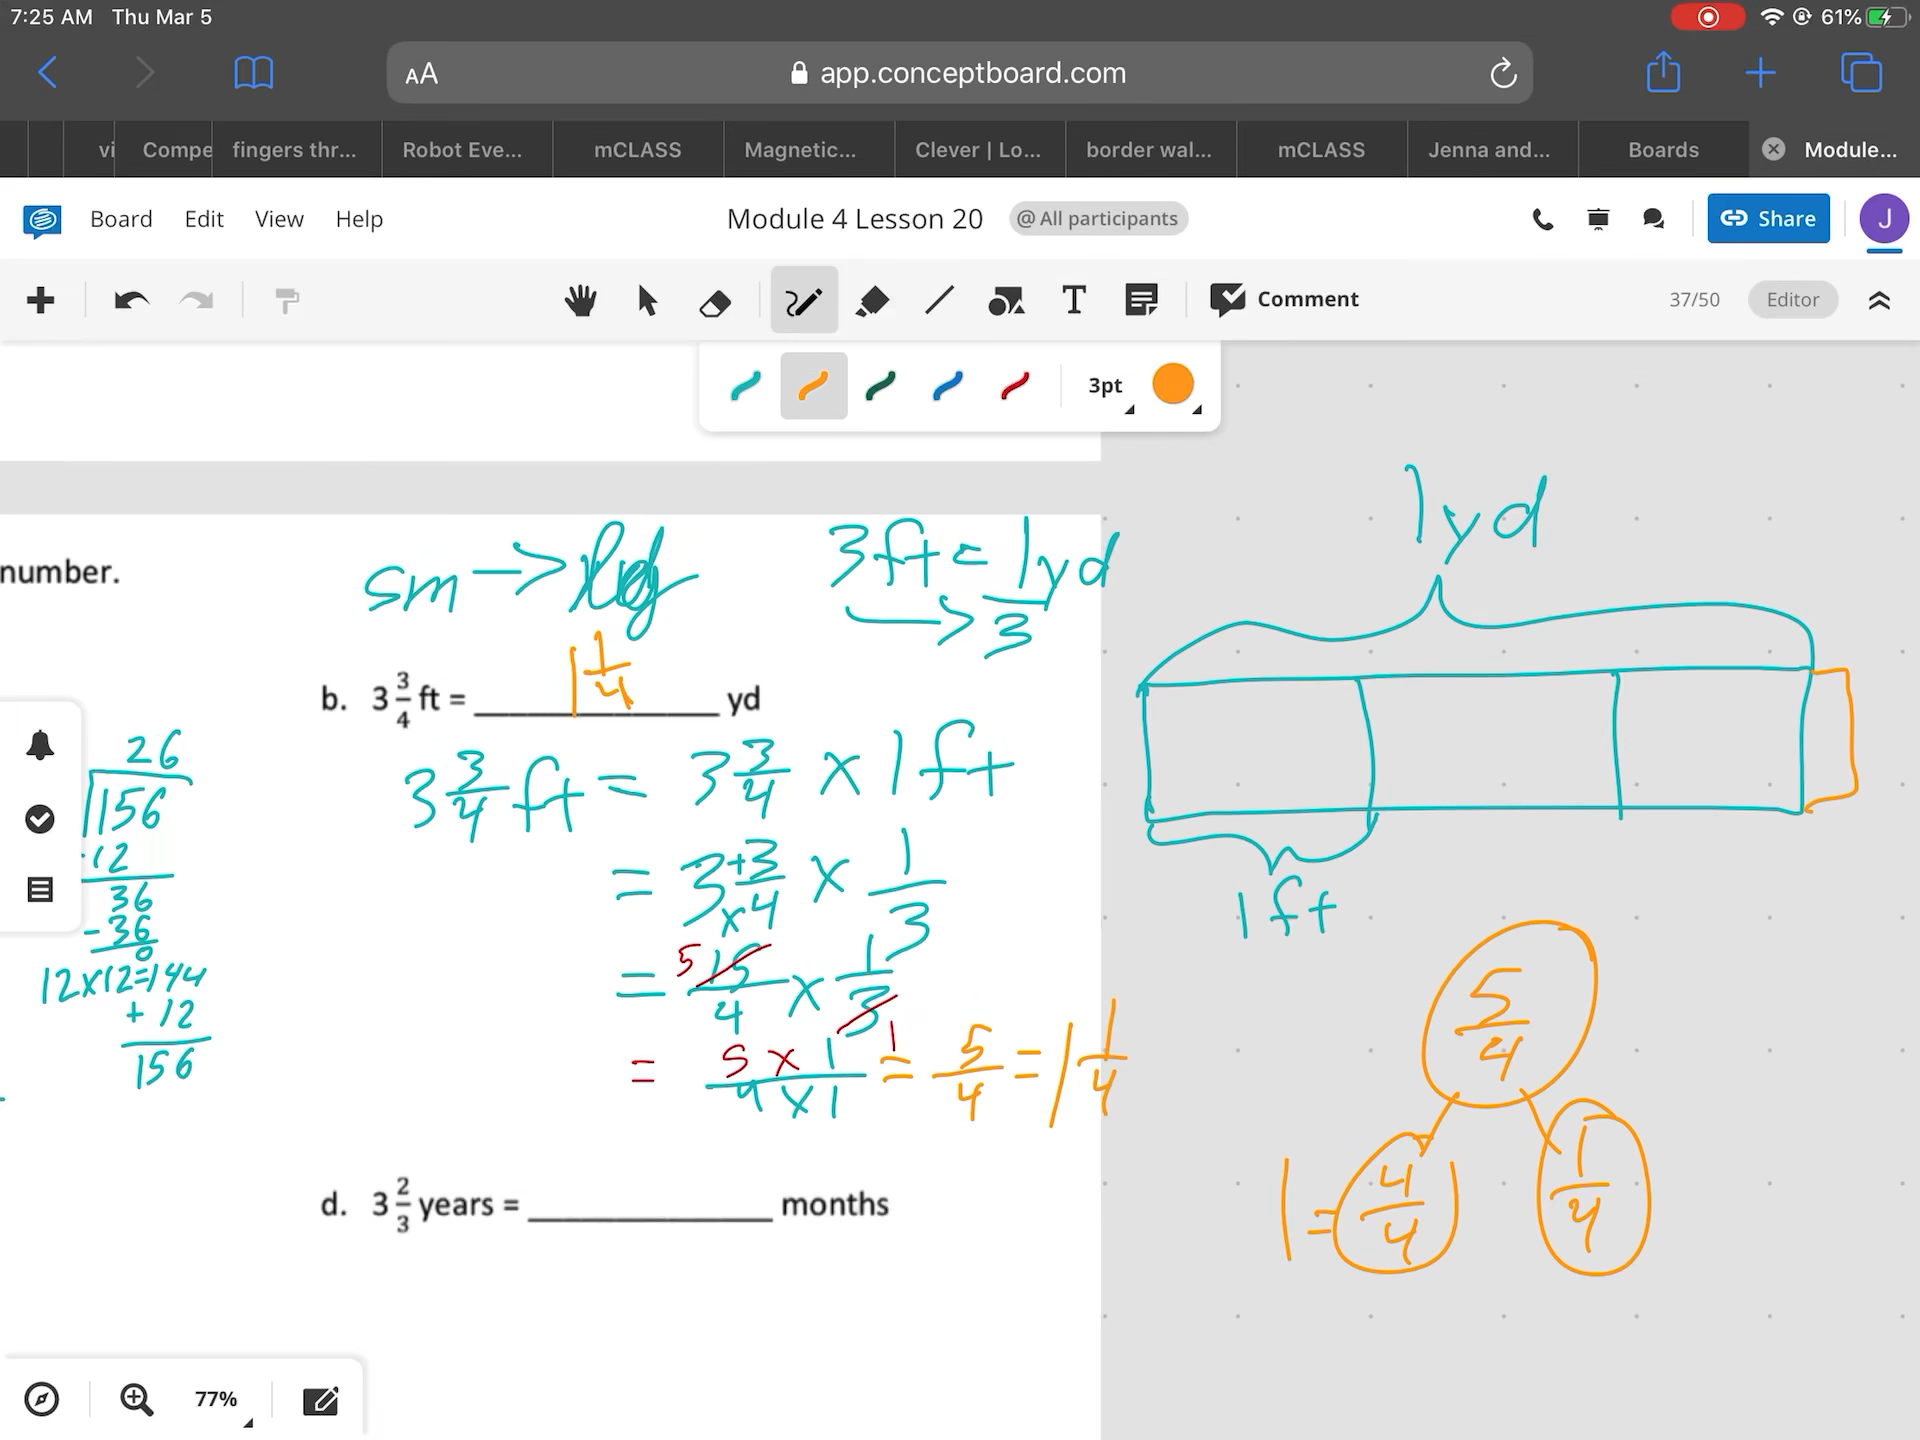 7:25 AM Thu Mar 5
61%
AA app.conceptboard.com
vi Compe fingers thr... Robot Eve... mCLASS Magnetic... Clever | Lo... border wal... mCLASS Jenna and... Boards Module...
Board Edit View Help Module 4 Lesson 20 @ All participants Share J
T Comment 37/50 Editor
3pt
number.
sm → 3ft = 1yd
→ 3
1yd
b. 3 3/4 ft = 1 1/4 yd
3 3/4 ft = 3 3/4 x 1ft
= 3 +3/x4 x 1/3
= 5 15/4 x 1/3 1
= 5 x 1/4 x 1 = 5/4 = 1 1/4
26
156
-12
36
-36
0
12x12=144
+ 12
156
1ft
5/4
1 = 4/4 1/4
d. 3 2/3 years = ____________ months
77%